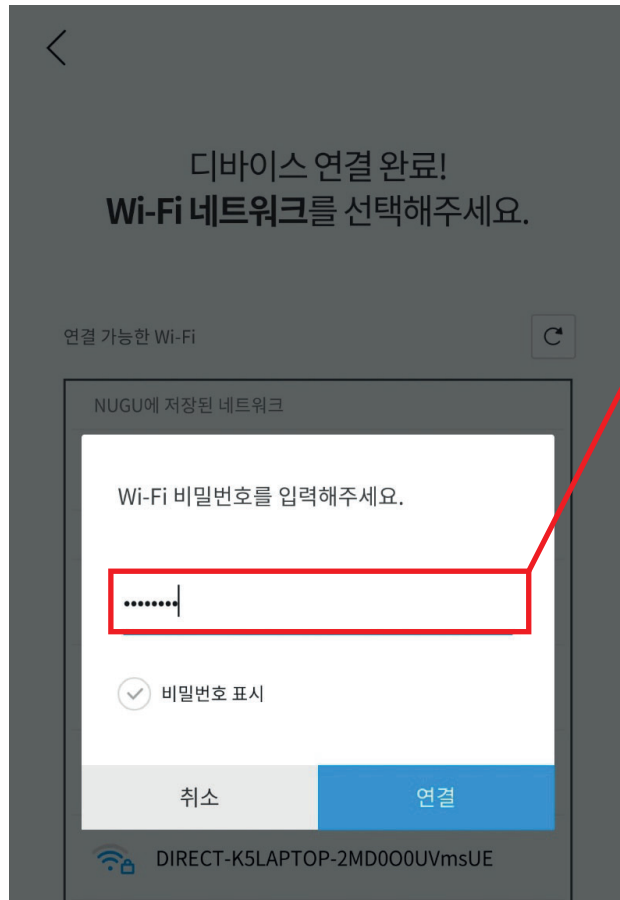 디바이스 연결 완료!
Wi-Fi 네트워크를 선택해주세요.
연결 가능한 Wi-Fi
NUGU에 저장된 네트워크
Wi-Fi 비밀번호를 입력해주세요.
••••••••
비밀번호 표시
취소 연결
DIRECT-K5LAPTOP-2MD0O0UVmsUE